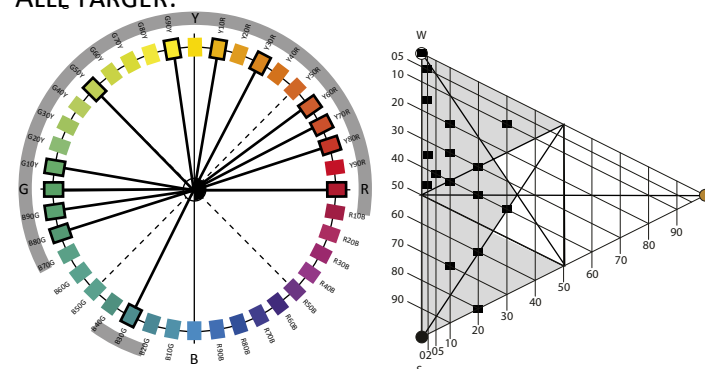 ALLE FARGER:
Y
Y10R
Y20R
Y30R
Y40R
Y50R
Y60R
Y70R
Y80R
Y90R
R
R10B
R20B
R30B
R40B
R50B
R60B
R70B
R80B
R90B
B
B10G
B20G
B30G
B40G
B50G
B60G
B70G
B80G
B90G
G
G10Y
G20Y
G30Y
G40Y
G50Y
G60Y
G70Y
G80Y
G90Y
W
05
10
20
30
40
50
60
70
80
90
02
05
10
20
30
40
50
60
70
80
90